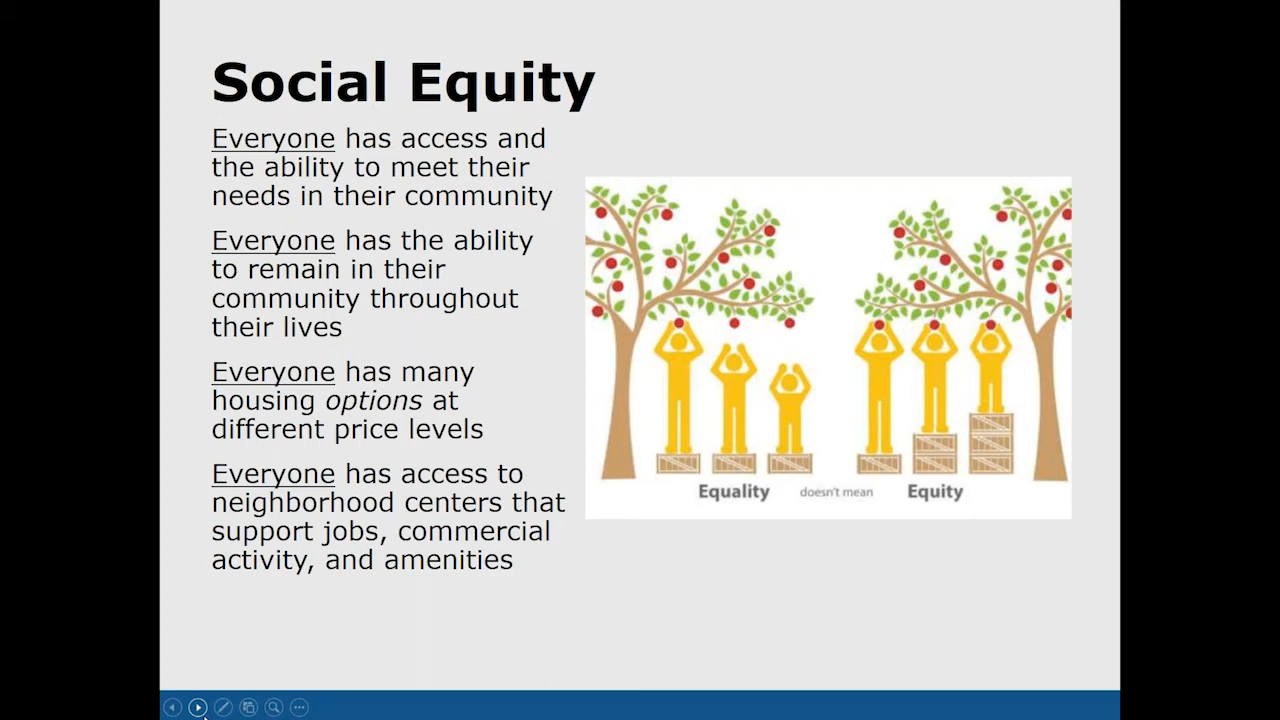 Social Equity
Everyone has access and
the ability to meet their
needs in their community
Everyone has the ability
to remain in their
community throughout
their lives
Everyone has many
housing options at
different price levels
Everyone has access to
neighborhood centers that
support jobs, commercial
activity, and amenities
Equality doesn't mean Equity